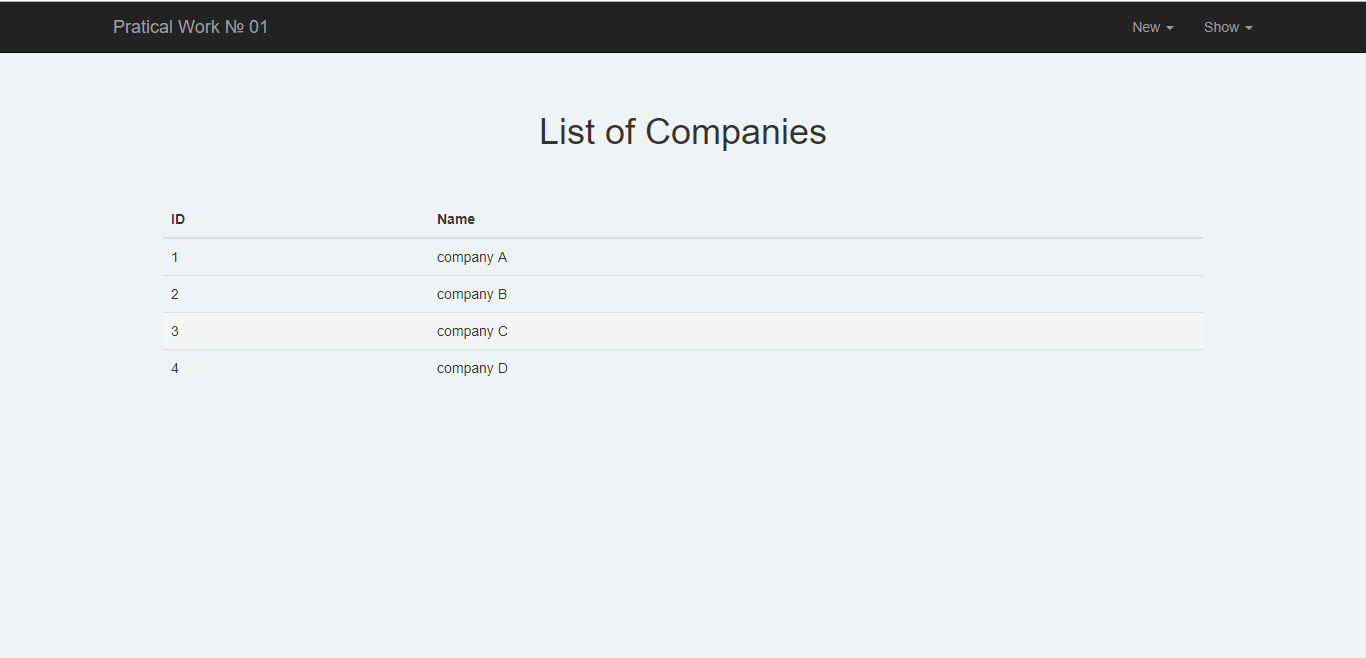 Pratical Work № 01 New Show
List of Companies
ID Name
1 company A
2 company B
3 company C
4 company D